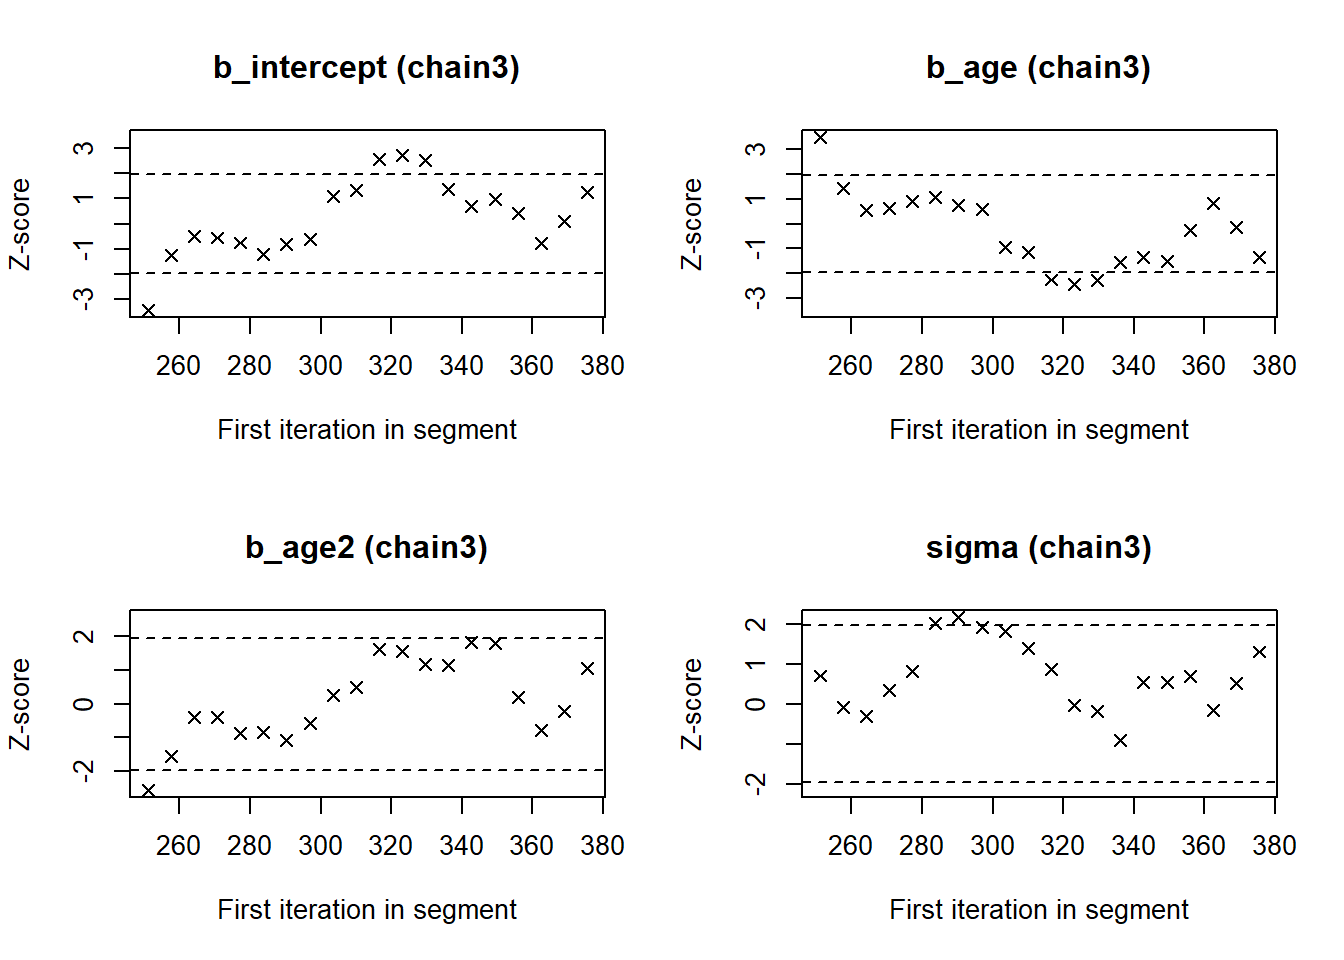 b_intercept (chain3)
Z-score
3
1
-1
-3
260 280 300 320 340 360 380
First iteration in segment
b_age (chain3)
Z-score
3
1
-1
-3
260 280 300 320 340 360 380
First iteration in segment
b_age2 (chain3)
Z-score
2
0
-2
260 280 300 320 340 360 380
First iteration in segment
sigma (chain3)
Z-score
2
1
0
-2
260 280 300 320 340 360 380
First iteration in segment